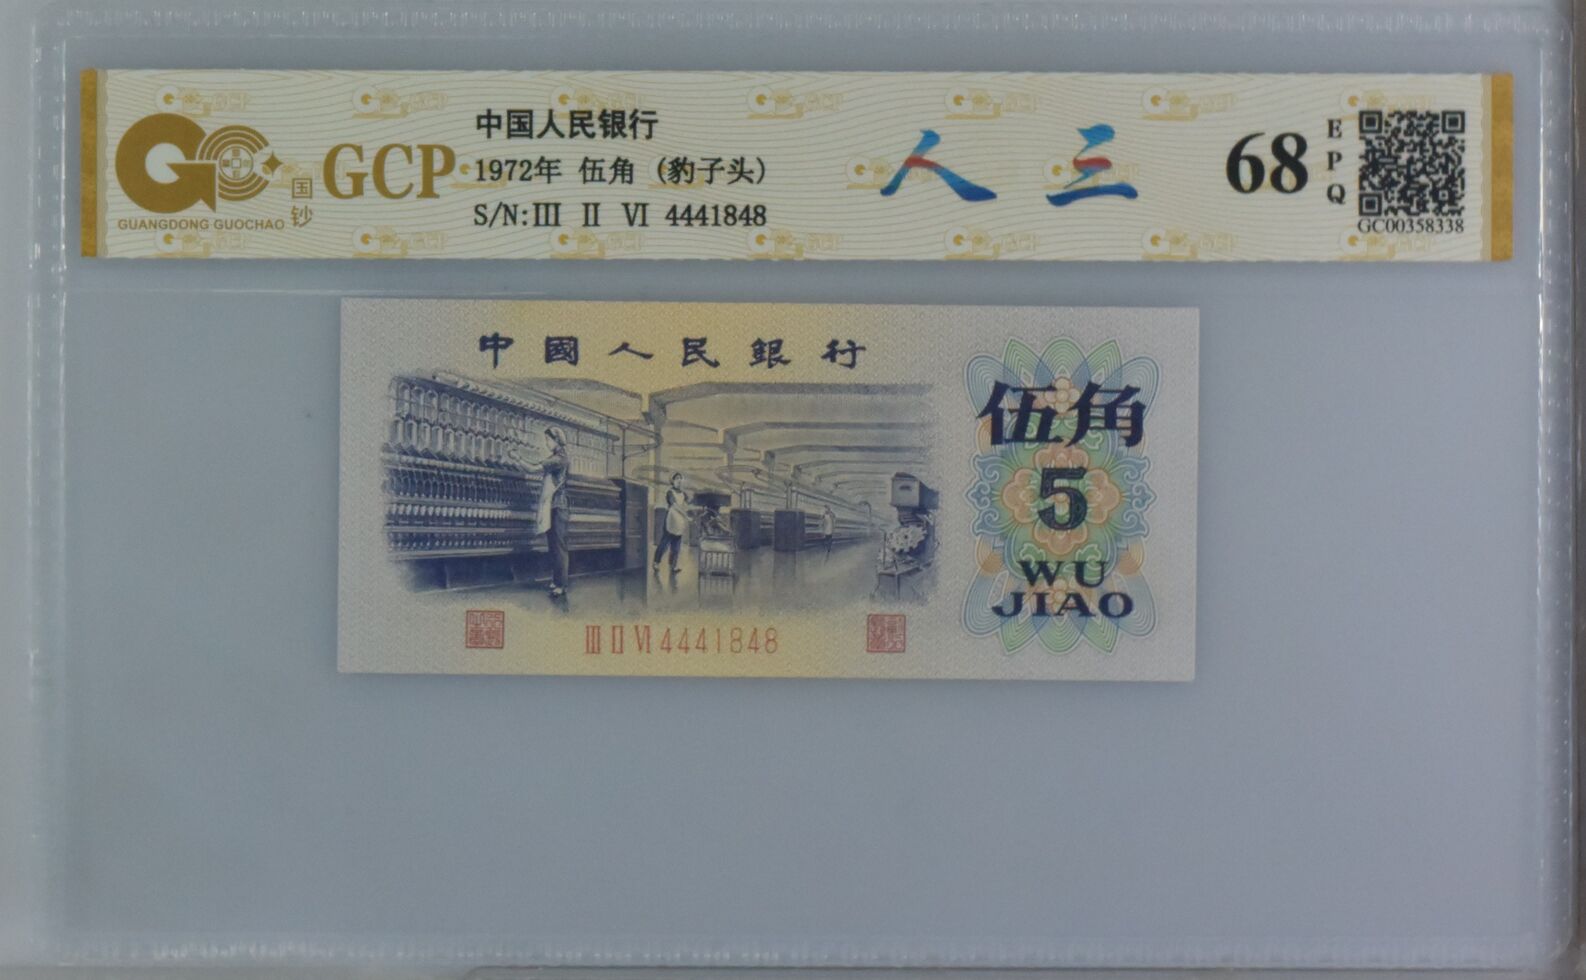 GUANGDONG GUOCHAO
国钞
GCP
中国人民银行
1972年 伍角 (豹子头)
S/N:III II VI 4441848
人三
68
EPQ
GC00358338
中國人民銀行
伍角
5
WU
JIAO
III II VI 4441848